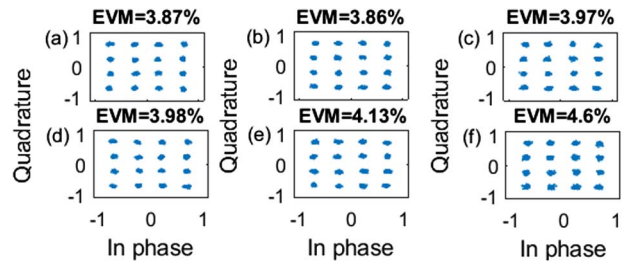 EVM=3.87% EVM=3.86% EVM=3.97%
(a) 1 (b) 1 (c) 1
0 0 0
-1 -1 -1
EVM=3.98% EVM=4.13% EVM=4.6%
(d) 1 (e) 1 (f) 1
0 0 0
-1 -1 -1
Quadrature Quadrature Quadrature
-1 0 1 -1 0 1 -1 0 1
In phase In phase In phase